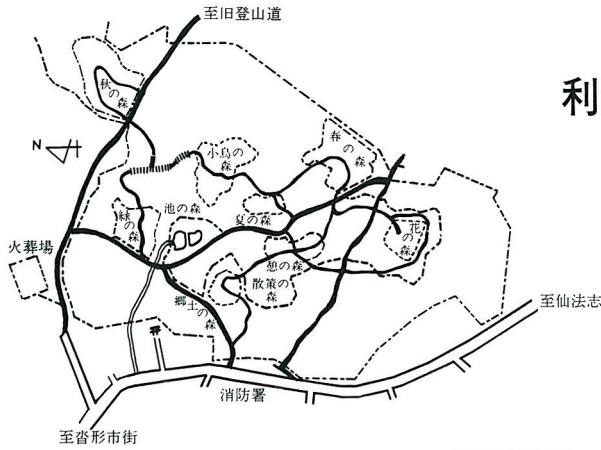 至旧登山道
利
秋の森
N
小鳥の森
春の森
緑の森
池の森
夏の森
花の森
火葬場
憩の森
散策の森
郷土の森
至仙法志
消防署
至沓形市街